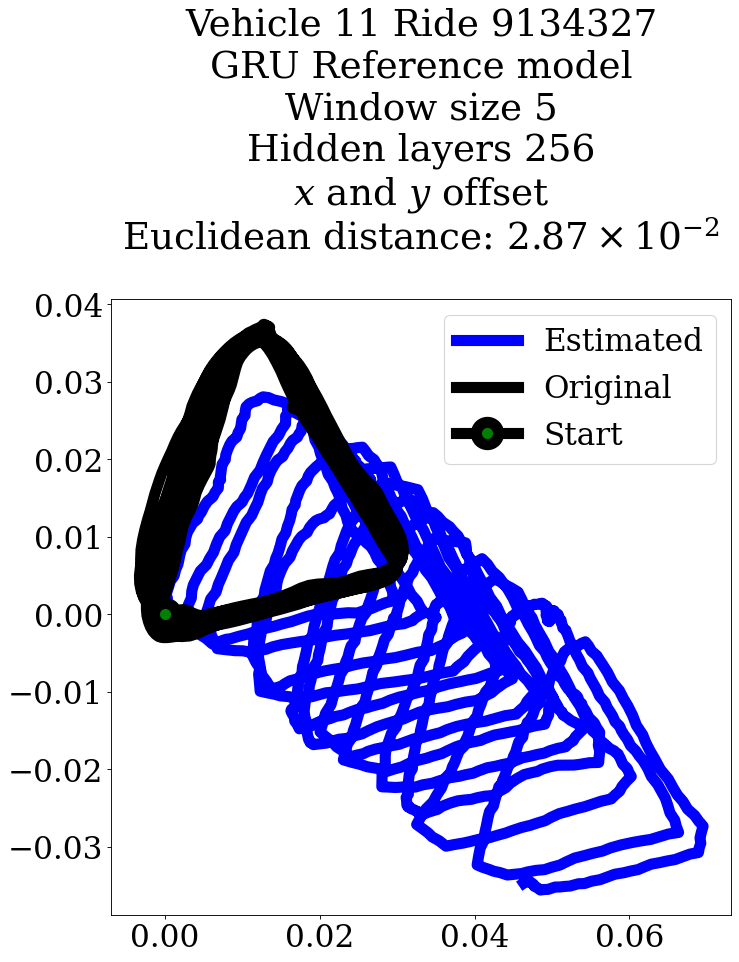 Vehicle 11 Ride 9134327
GRU Reference model
Window size 5
Hidden layers 256
x and y offset
Euclidean distance: 2.87 × 10⁻²
0.04
0.03
0.02
0.01
0.00
−0.01
−0.02
−0.03
Estimated
Original
Start
0.00 0.02 0.04 0.06